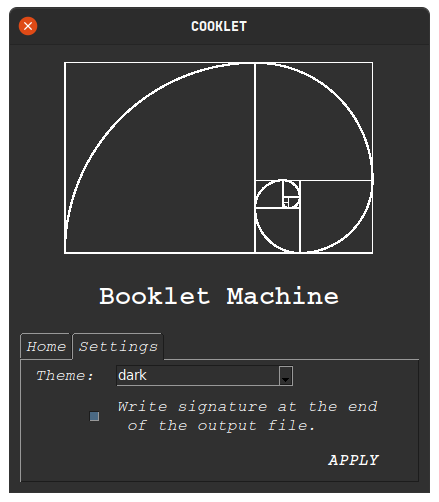 COOKLET
Booklet Machine
Home Settings
Theme: dark
Write signature at the end
of the output file.
APPLY